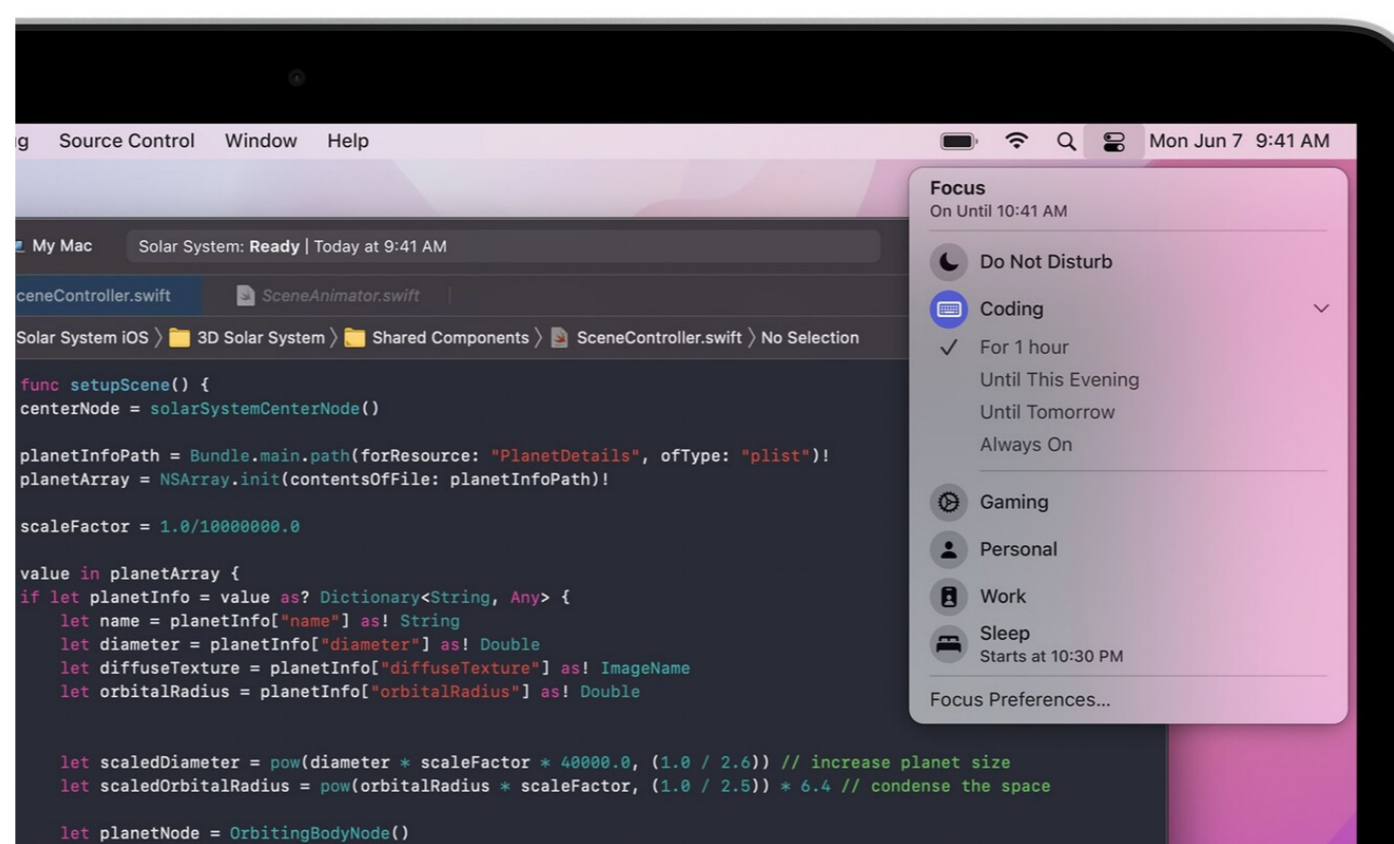 g Source Control Window Help Mon Jun 7 9:41 AM
My Mac Solar System: Ready | Today at 9:41 AM
ceneController.swift SceneAnimator.swift
Solar System iOS 〉 3D Solar System 〉 Shared Components 〉 SceneController.swift 〉 No Selection
func setupScene() {
centerNode = solarSystemCenterNode()
planetInfoPath = Bundle.main.path(forResource: "PlanetDetails", ofType: "plist")!
planetArray = NSArray.init(contentsOfFile: planetInfoPath)!
scaleFactor = 1.0/10000000.0
value in planetArray {
if let planetInfo = value as? Dictionary<String, Any> {
let name = planetInfo["name"] as! String
let diameter = planetInfo["diameter"] as! Double
let diffuseTexture = planetInfo["diffuseTexture"] as! ImageName
let orbitalRadius = planetInfo["orbitalRadius"] as! Double
let scaledDiameter = pow(diameter * scaleFactor * 40000.0, (1.0 / 2.6)) // increase planet size
let scaledOrbitalRadius = pow(orbitalRadius * scaleFactor, (1.0 / 2.5)) * 6.4 // condense the space
let planetNode = OrbitingBodyNode()
Focus
On Until 10:41 AM
Do Not Disturb
Coding
For 1 hour
Until This Evening
Until Tomorrow
Always On
Gaming
Personal
Work
Sleep
Starts at 10:30 PM
Focus Preferences...